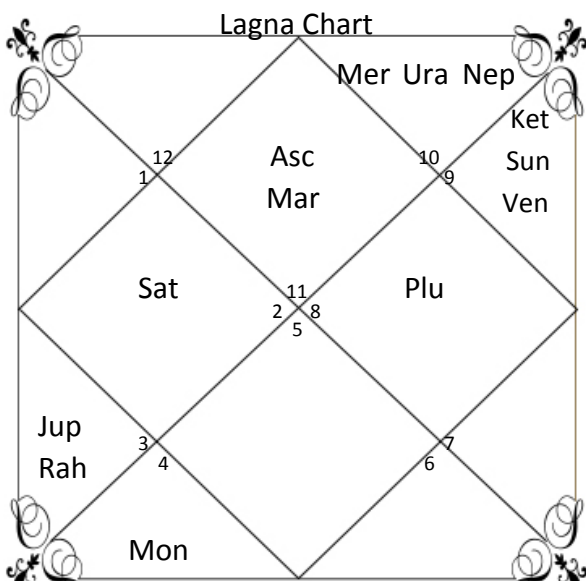 Lagna Chart
Mer Ura Nep
Ket
Sun
Ven
12
1
Asc
Mar
10
9
Sat
11
2 8
5
Plu
Jup
Rah
3
4
7
6
Mon